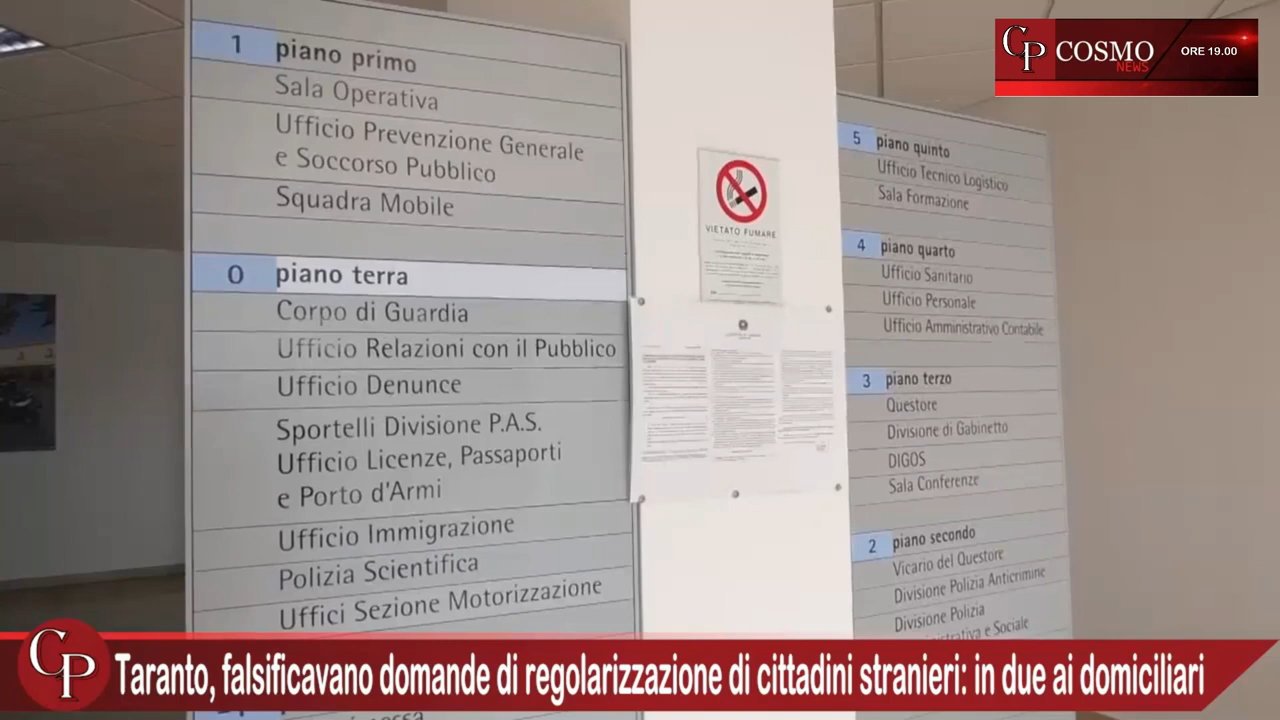 1 piano primo
Sala Operativa
Ufficio Prevenzione Generale
e Soccorso Pubblico
Squadra Mobile
0 piano terra
Corpo di Guardia
Ufficio Relazioni con il Pubblico
Ufficio Denunce
Sportelli Divisione P.A.S.
Ufficio Licenze, Passaporti
e Porto d'Armi
Ufficio Immigrazione
Polizia Scientifica
Uffici Sezione Motorizzazione
VIETATO FUMARE
5 piano quinto
Ufficio Tecnico Logistico
Sala Formazione
4 piano quarto
Ufficio Sanitario
Ufficio Personale
Ufficio Amministrativo Contabile
3 piano terzo
Questore
Divisione di Gabinetto
DIGOS
Sala Conferenze
2 piano secondo
Vicario del Questore
Divisione Polizia Anticrimine
Divisione Polizia
e Sociale
CP COSMO
NEWS
ORE 19.00
CP
Taranto, falsificavano domande di regolarizzazione di cittadini stranieri: in due ai domiciliari